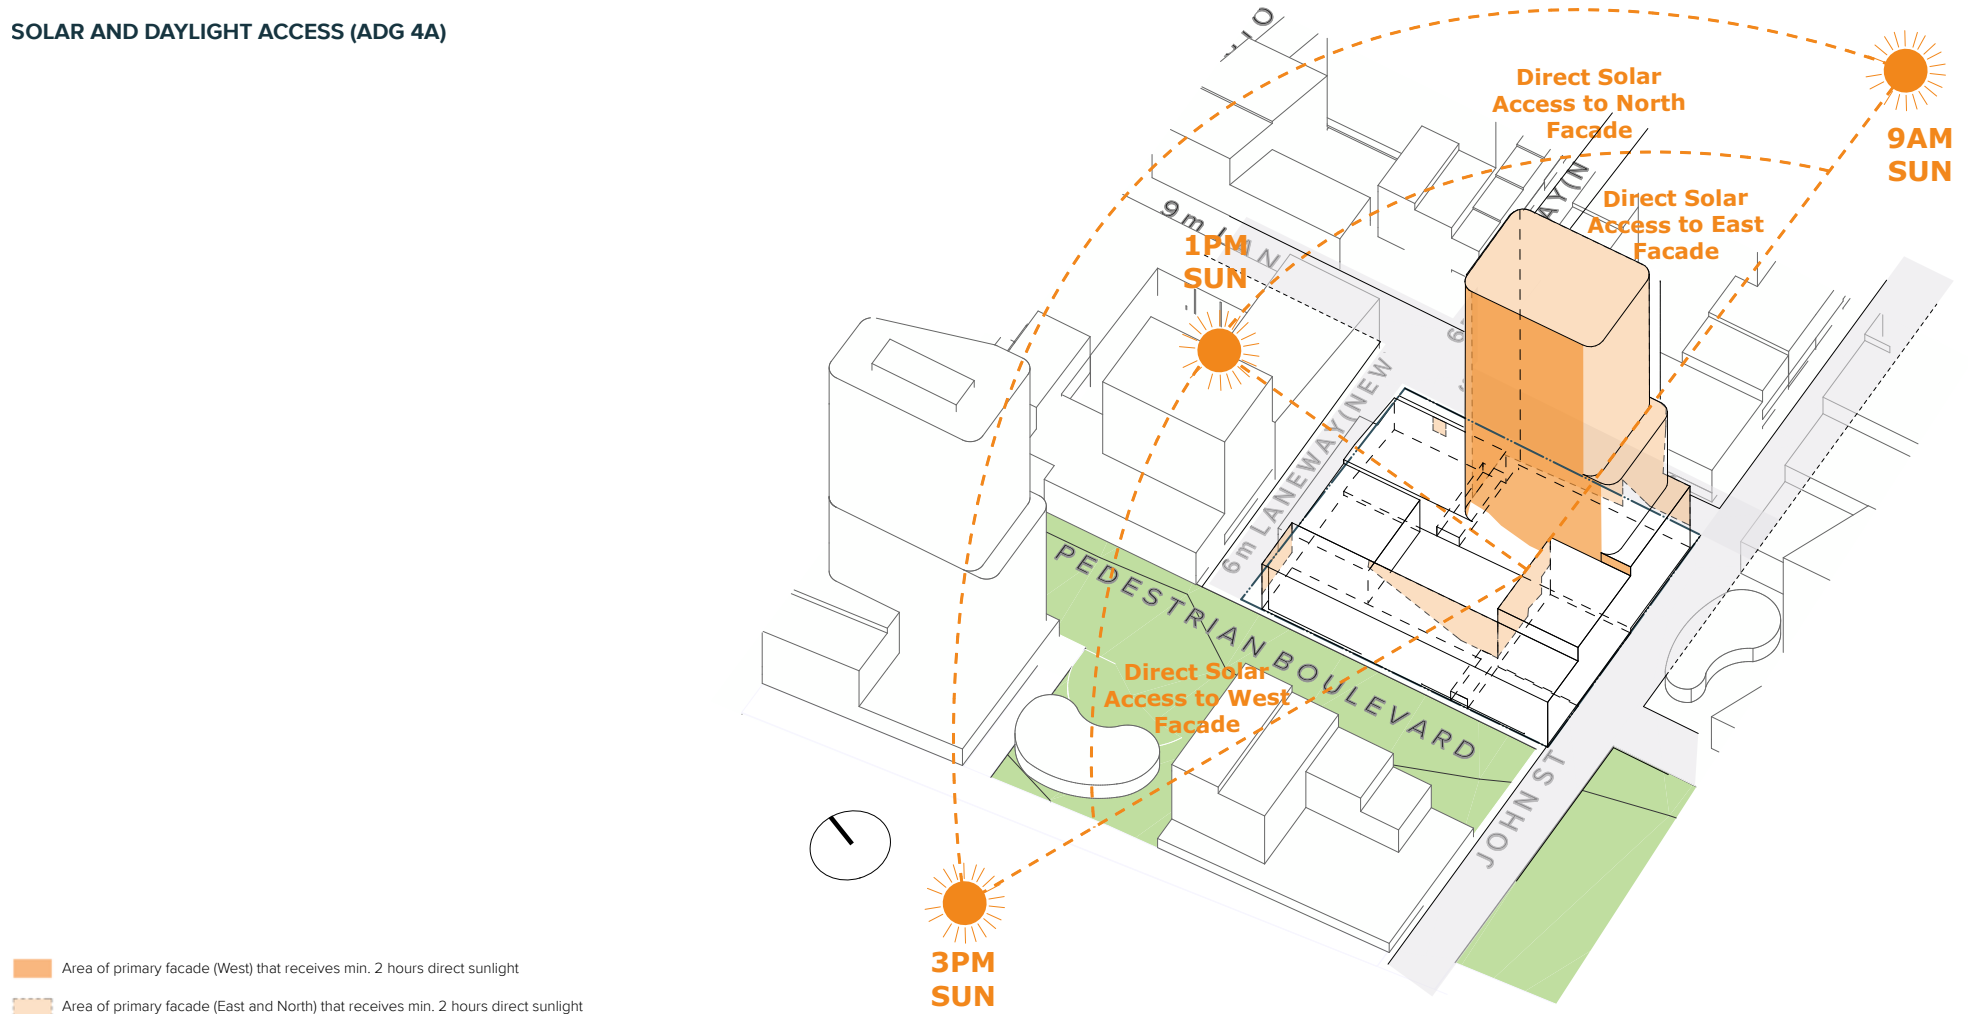 SOLAR AND DAYLIGHT ACCESS (ADG 4A)
Direct Solar
Access to North
Facade
9AM
SUN
Direct Solar
Access to East
Facade
9m LAN
1PM
SUN
6m LANEWAY(NEW
PEDESTRIAN BOULEVARD
Direct Solar
Access to West
Facade
JOHN ST
3PM
SUN
Area of primary facade (West) that receives min. 2 hours direct sunlight
Area of primary facade (East and North) that receives min. 2 hours direct sunlight